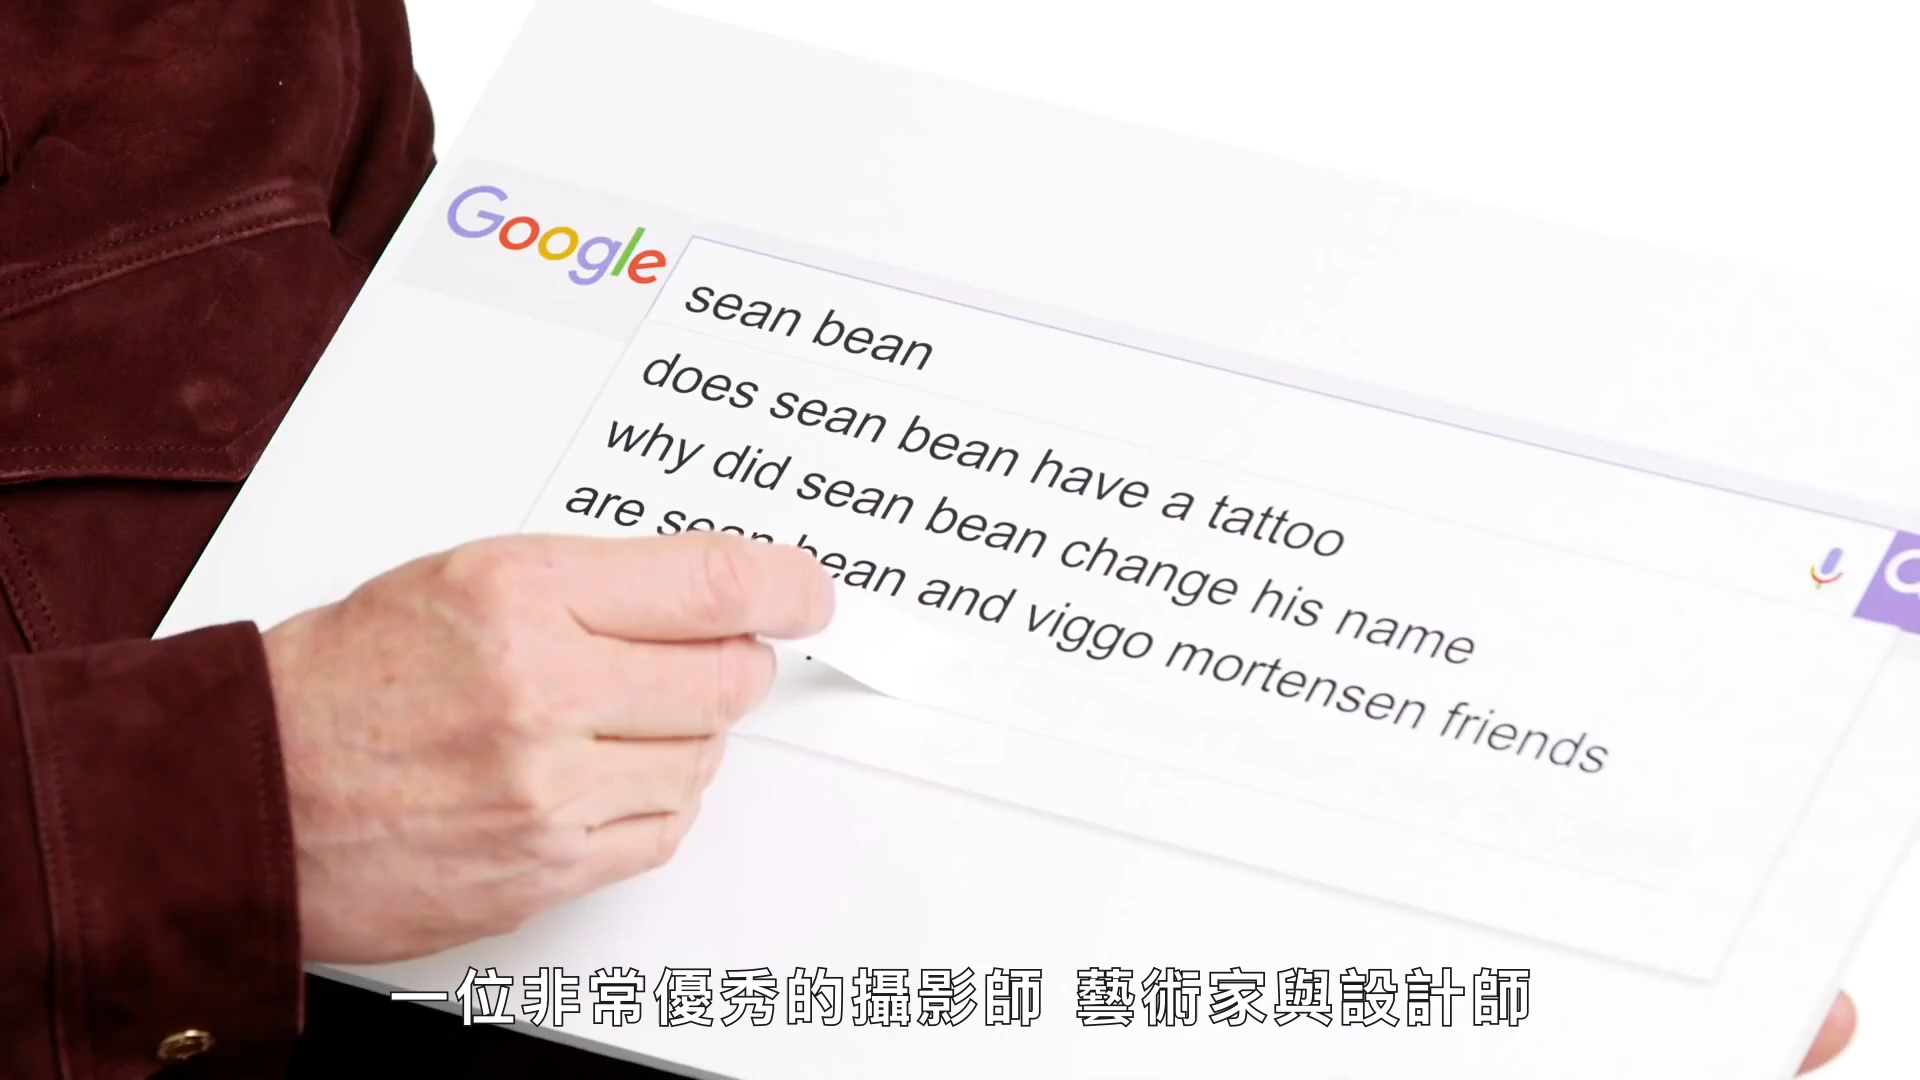 Google
sean bean
does sean bean have a tattoo
why did sean bean change his name
are sean bean and viggo mortensen friends
一位非常優秀的攝影師 藝術家與設計師